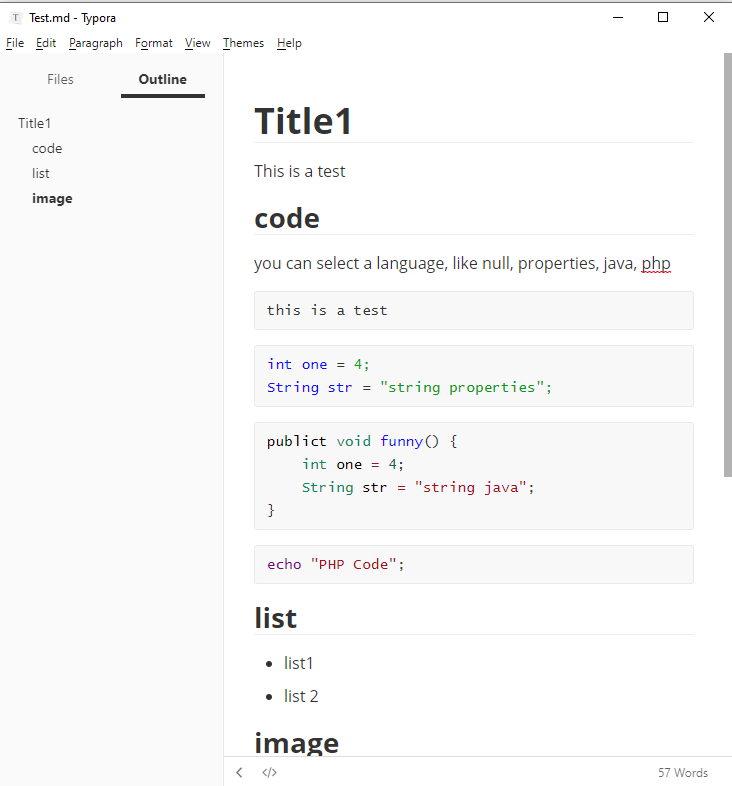 Test.md - Typora
File Edit Paragraph Format View Themes Help
Files Outline
Title1
code
list
image
Title1
This is a test
code
you can select a language, like null, properties, java, php
this is a test
int one = 4;
String str = "string properties";
publict void funny() {
    int one = 4;
    String str = "string java";
}
echo "PHP Code";
list
• list1
• list 2
image
</>
57 Words